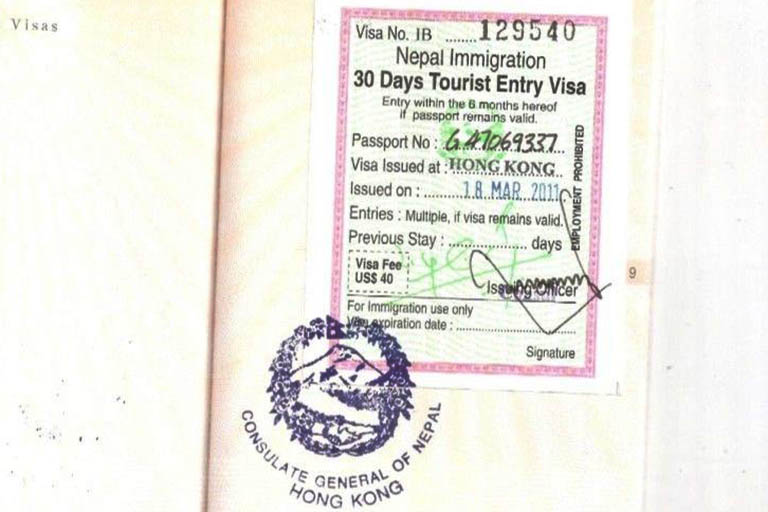 Visas
Visa No. IB ........ 129540
Nepal Immigration
30 Days Tourist Entry Visa
Entry within the 6 months hereof
if passport remains valid.
Passport No : G47069337
Visa Issued at : HONG KONG
Issued on : 18 MAR 2011
Entries : Multiple, if visa remains valid.
Previous Stay : ................ days
EMPLOYMENT PROHIBITED
Visa Fee
US$ 40
Issuing Officer
For Immigration use only
Visa expiration date : ........................
Signature
9
CONSULATE GENERAL OF NEPAL
HONG KONG